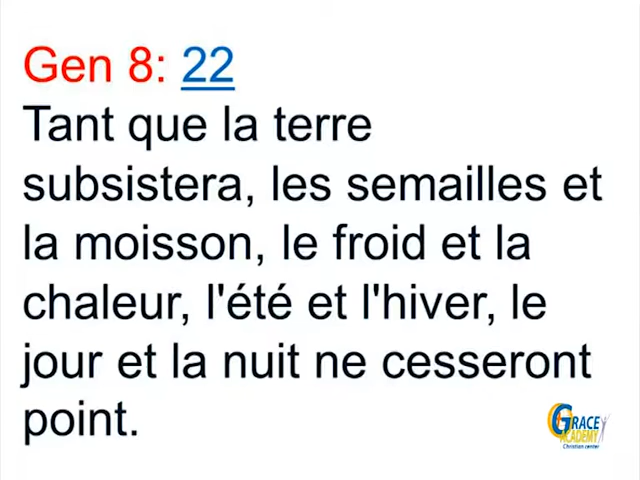 Gen 8: 22
Tant que la terre
subsistera, les semailles et
la moisson, le froid et la
chaleur, l'été et l'hiver, le
jour et la nuit ne cesseront
point.
GRACE
ACADEMY
Christian center